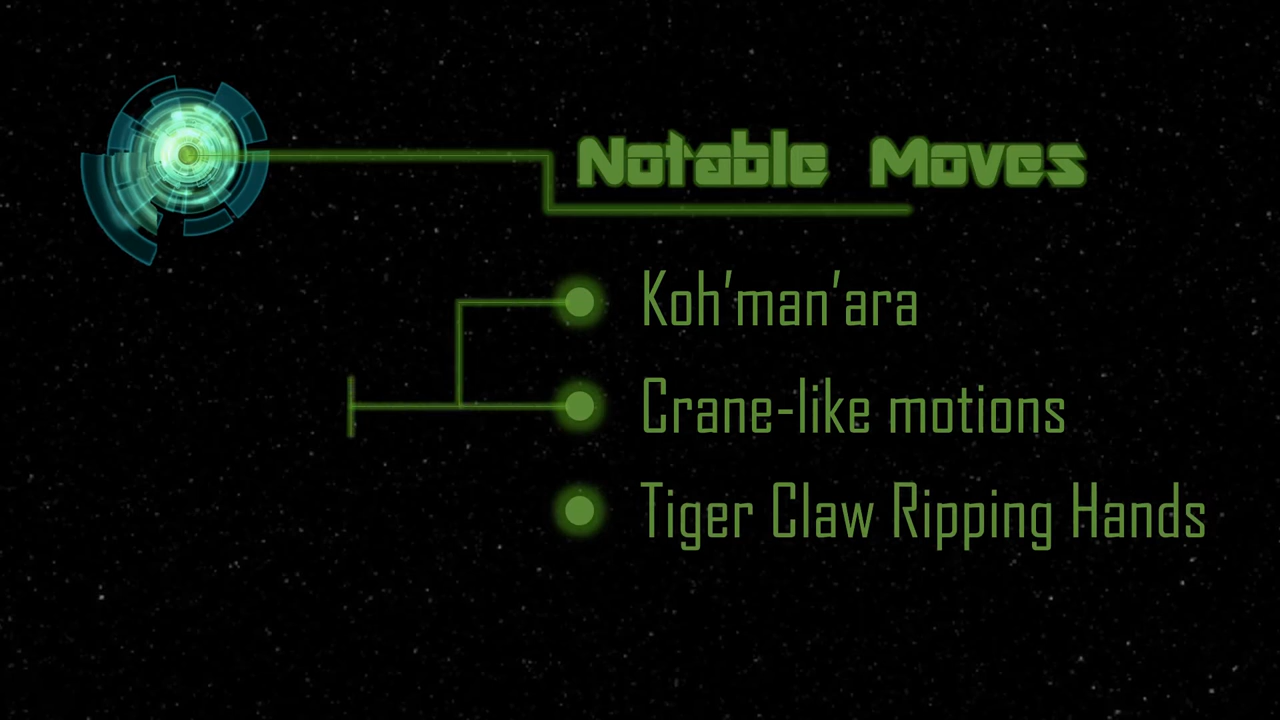 Notable Moves
Koh'man'ara
Crane-like motions
Tiger Claw Ripping Hands